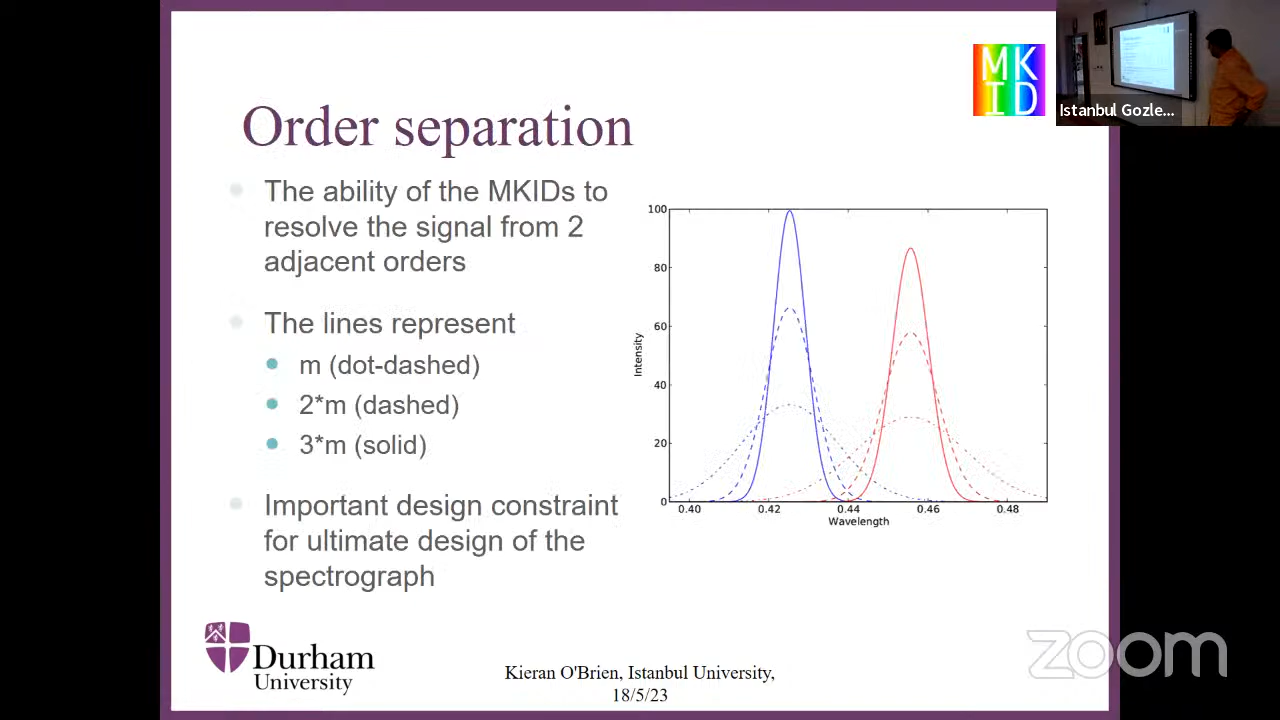 MK
ID
Istanbul Gozle...
Order separation
The ability of the MKIDs to
resolve the signal from 2
adjacent orders
The lines represent
m (dot-dashed)
2*m (dashed)
3*m (solid)
Important design constraint
for ultimate design of the
spectrograph
100
80
60
40
20
0
Intensity
0.40 0.42 0.44 0.46 0.48
Wavelength
Durham
University
Kieran O'Brien, Istanbul University,
18/5/23
zoom